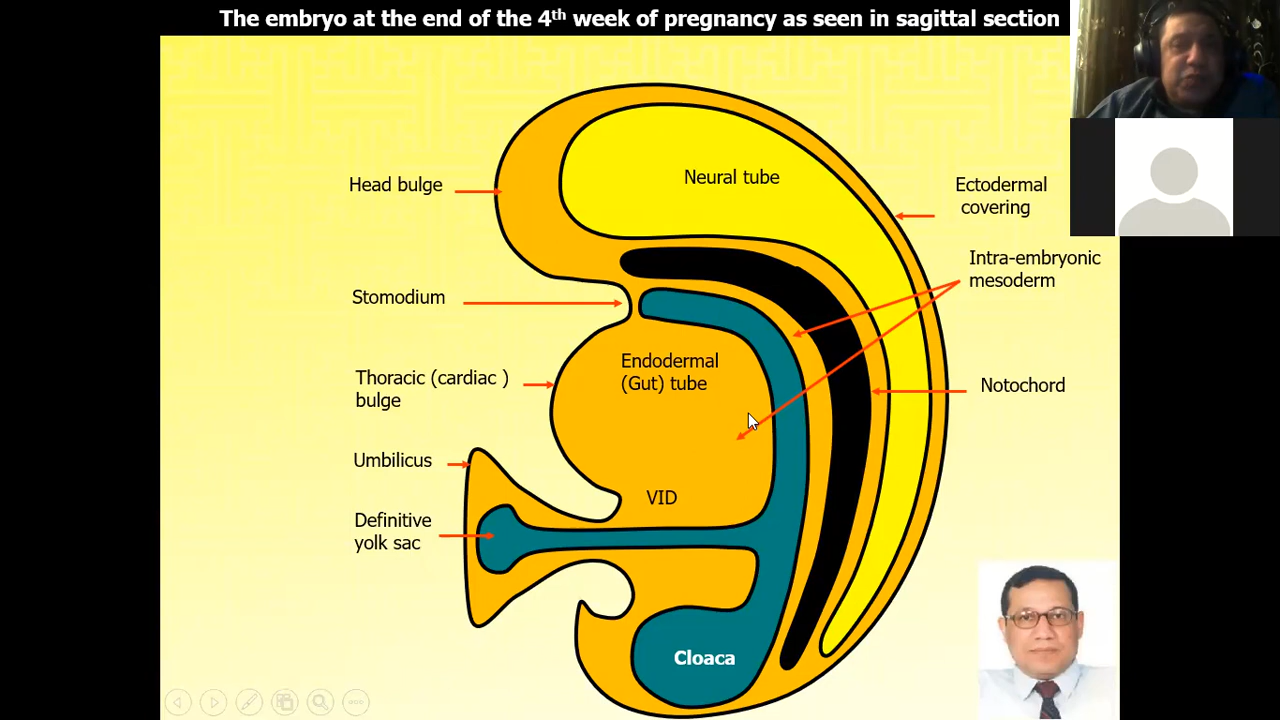 The embryo at the end of the 4th week of pregnancy as seen in sagittal section
Neural tube
Head bulge
Ectodermal
covering
Intra-embryonic
mesoderm
Stomodium
Endodermal
(Gut) tube
Thoracic (cardiac )
bulge
Notochord
Umbilicus
VID
Definitive
yolk sac
Cloaca